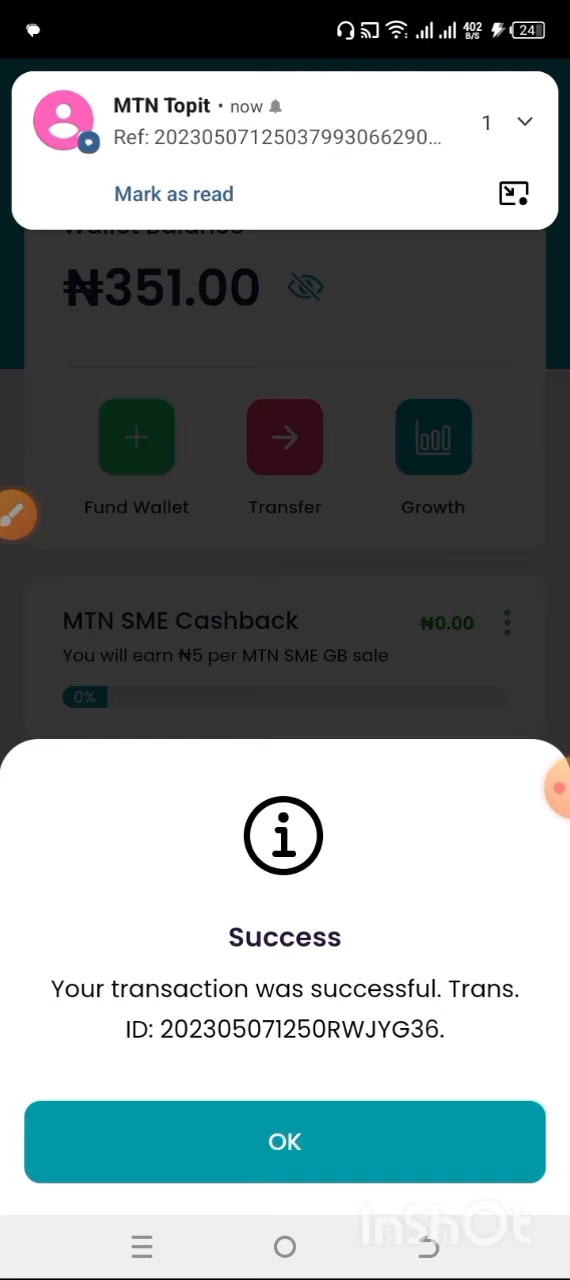 402
B/S
24
MTN Topit • now
Ref: 20230507125037993066290...
1
Mark as read
Wallet Balance
₦351.00
Fund Wallet
Transfer
Growth
MTN SME Cashback
₦0.00
You will earn ₦5 per MTN SME GB sale
0%
Success
Your transaction was successful. Trans.
ID: 202305071250RWJYG36.
OK
InShOt